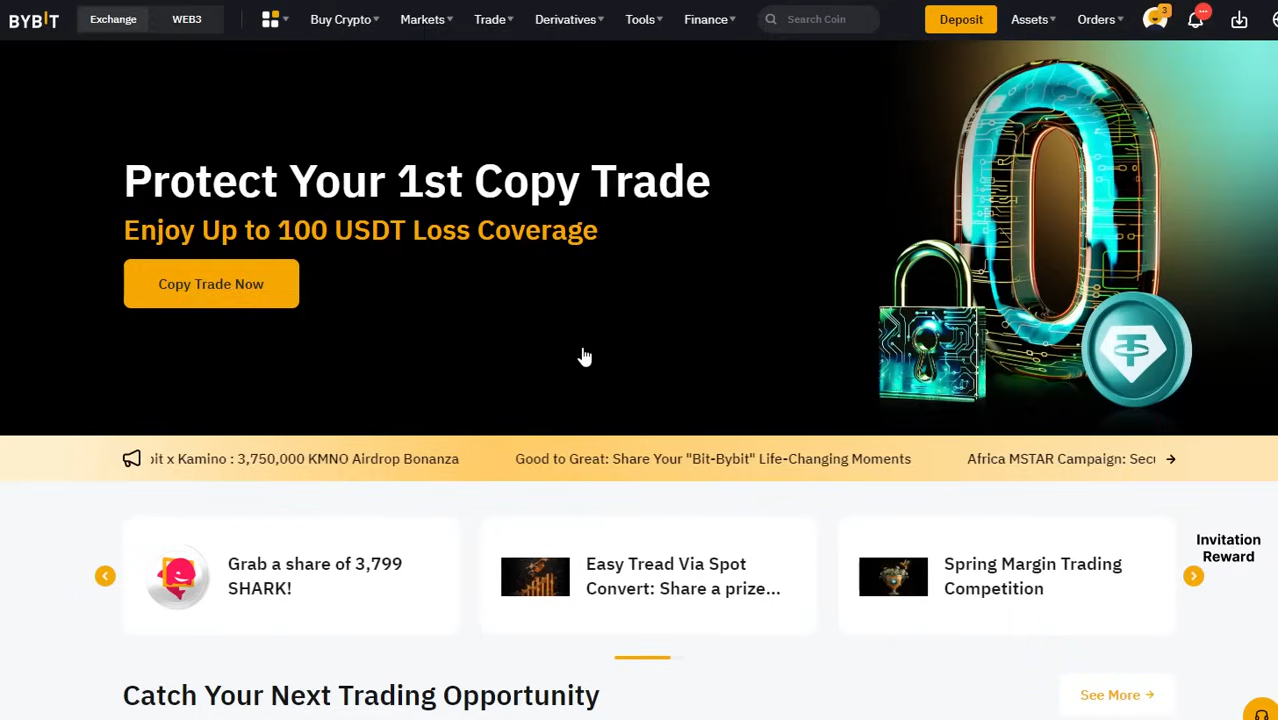 BYBIT Exchange WEB3 Buy Crypto Markets Trade Derivatives Tools Finance Search Coin Deposit Assets Orders 3
Protect Your 1st Copy Trade
Enjoy Up to 100 USDT Loss Coverage
Copy Trade Now
bit x Kamino : 3,750,000 KMNO Airdrop Bonanza Good to Great: Share Your "Bit-Bybit" Life-Changing Moments Africa MSTAR Campaign:
Invitation
Reward
Grab a share of 3,799
SHARK!
Easy Tread Via Spot
Convert: Share a prize...
Spring Margin Trading
Competition
Catch Your Next Trading Opportunity
See More